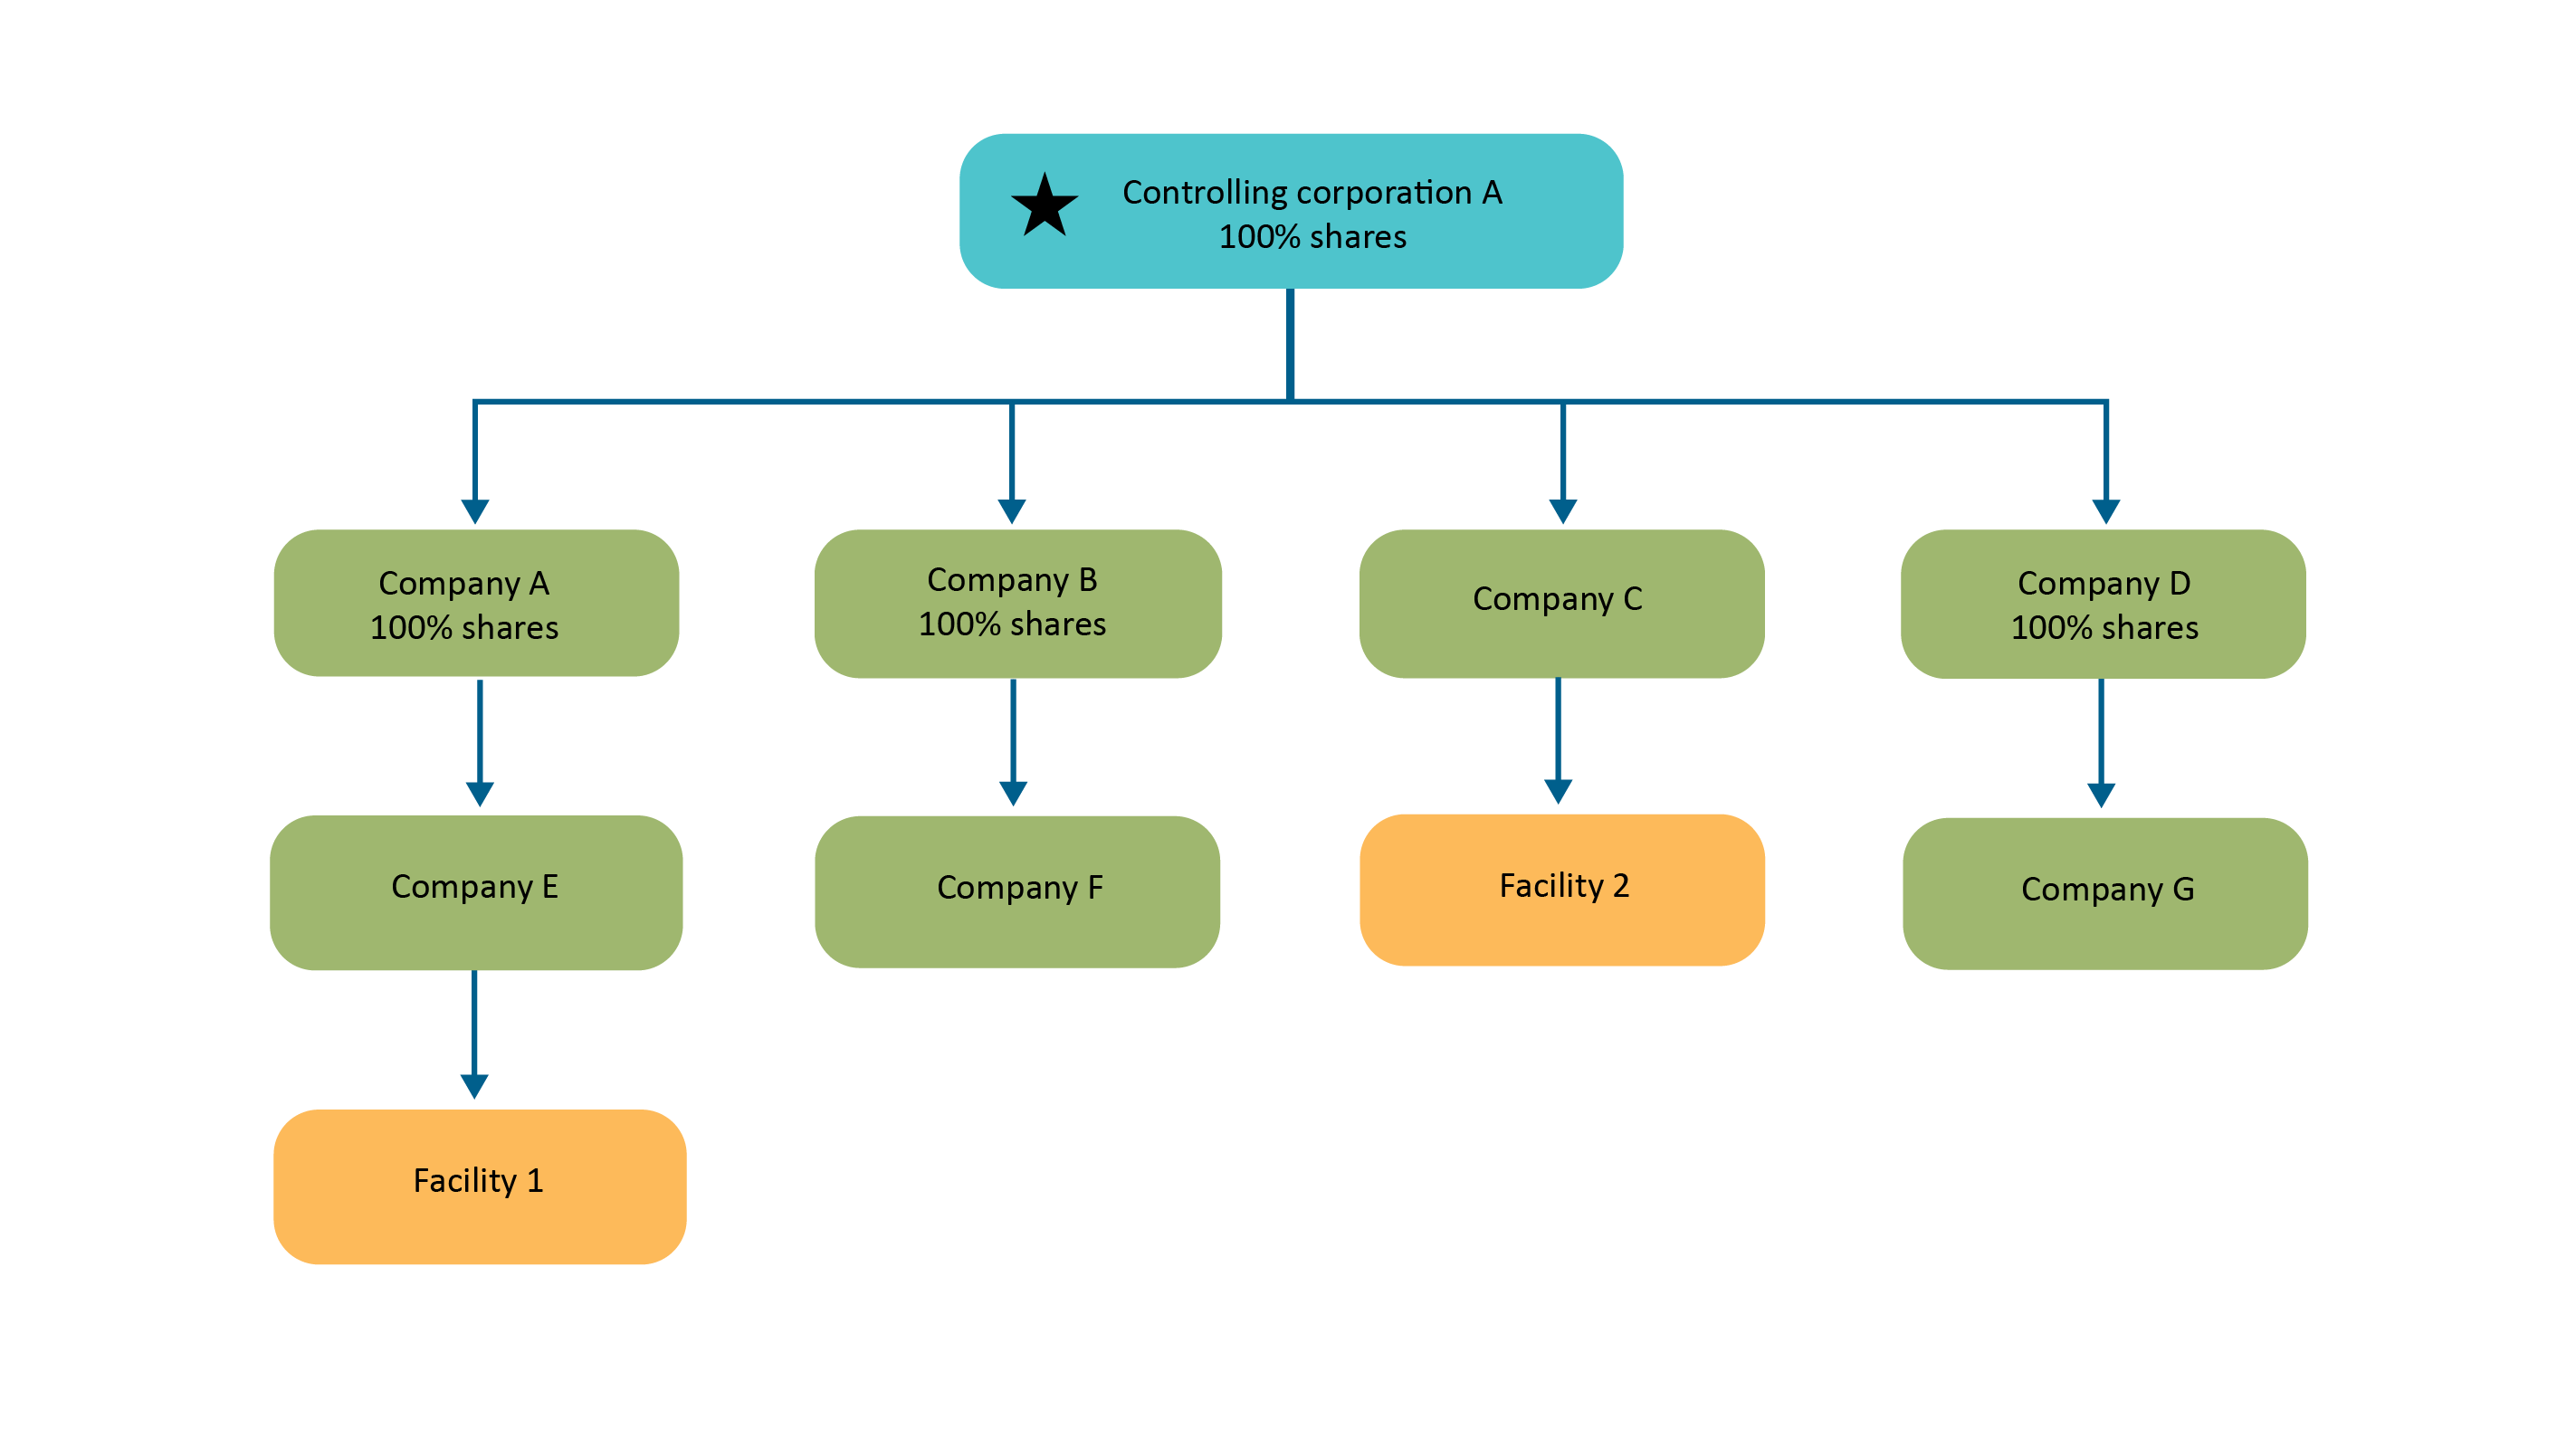 Controlling corporation A
100% shares
Company A
100% shares
Company B
100% shares
Company C
Company D
100% shares
Company E
Company F
Facility 2
Company G
Facility 1